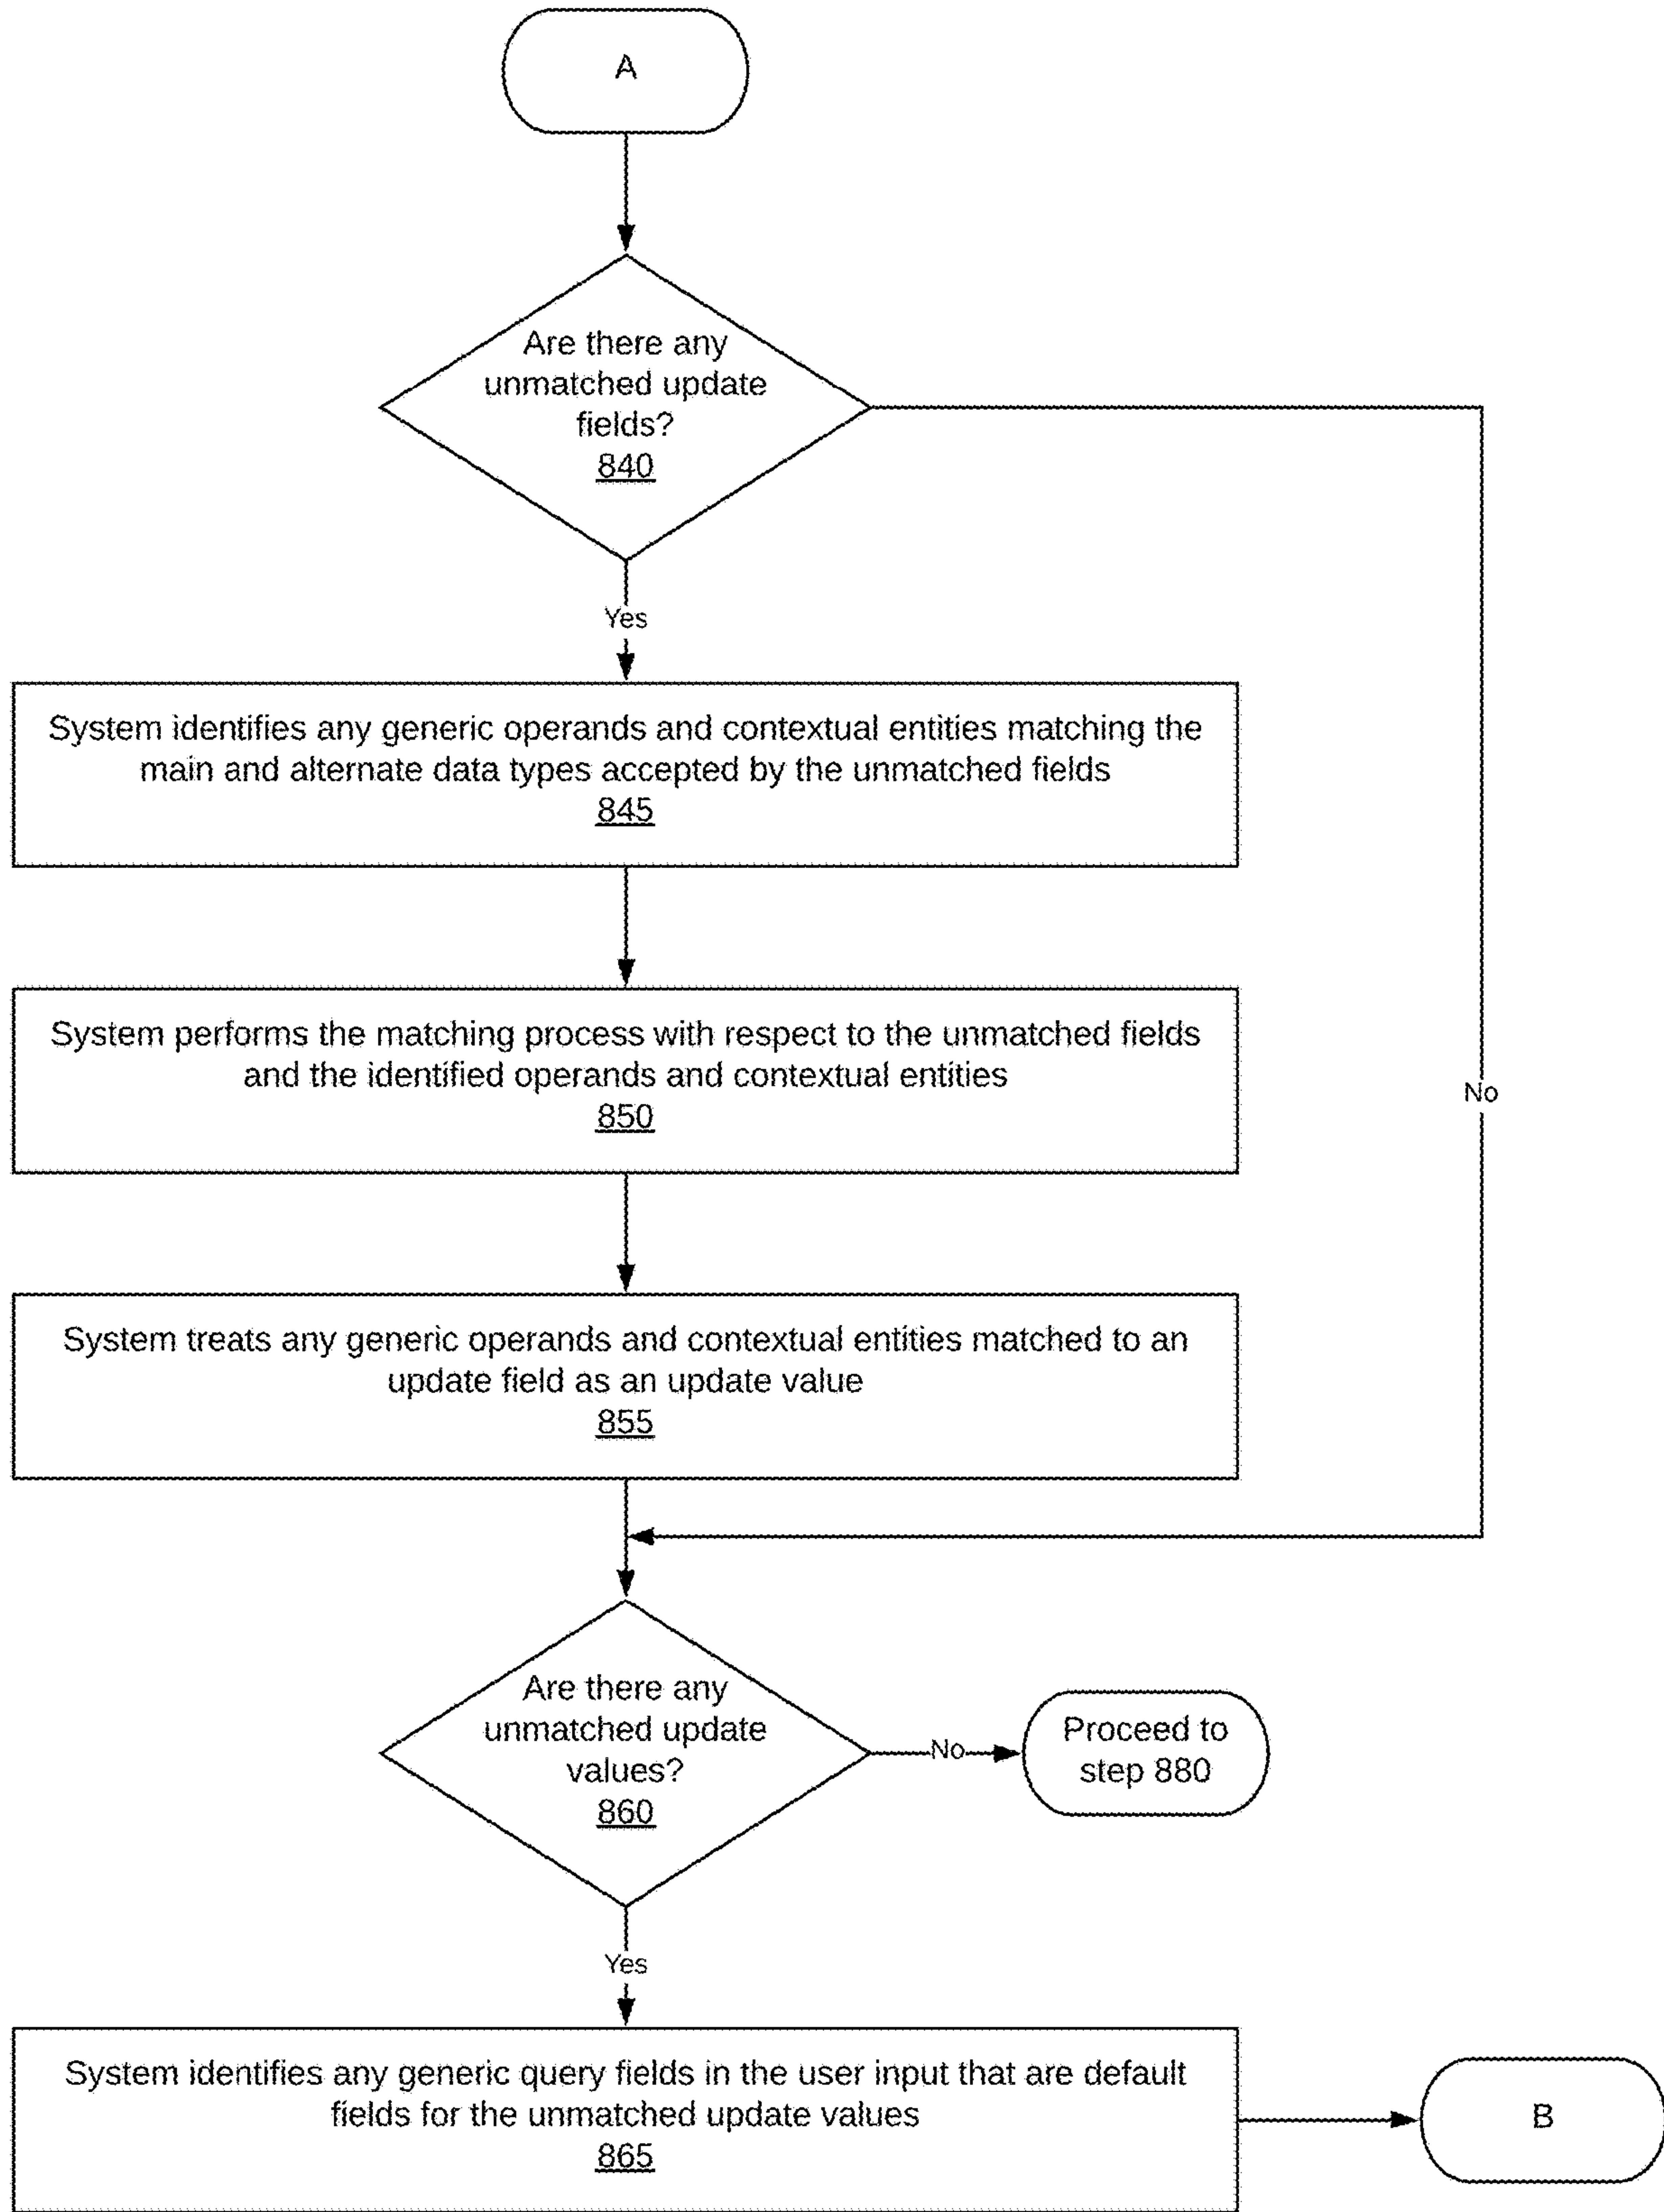 A
Are there any
unmatched update
fields?
840
Yes
System identifies any generic operands and contextual entities matching the
main and alternate data types accepted by the unmatched fields
845
System performs the matching process with respect to the unmatched fields
and the identified operands and contextual entities
850
No
System treats any generic operands and contextual entities matched to an
update field as an update value
855
Are there any
unmatched update
values?
860
No
Proceed to
step 880
Yes
System identifies any generic query fields in the user input that are default
fields for the unmatched update values
865
B